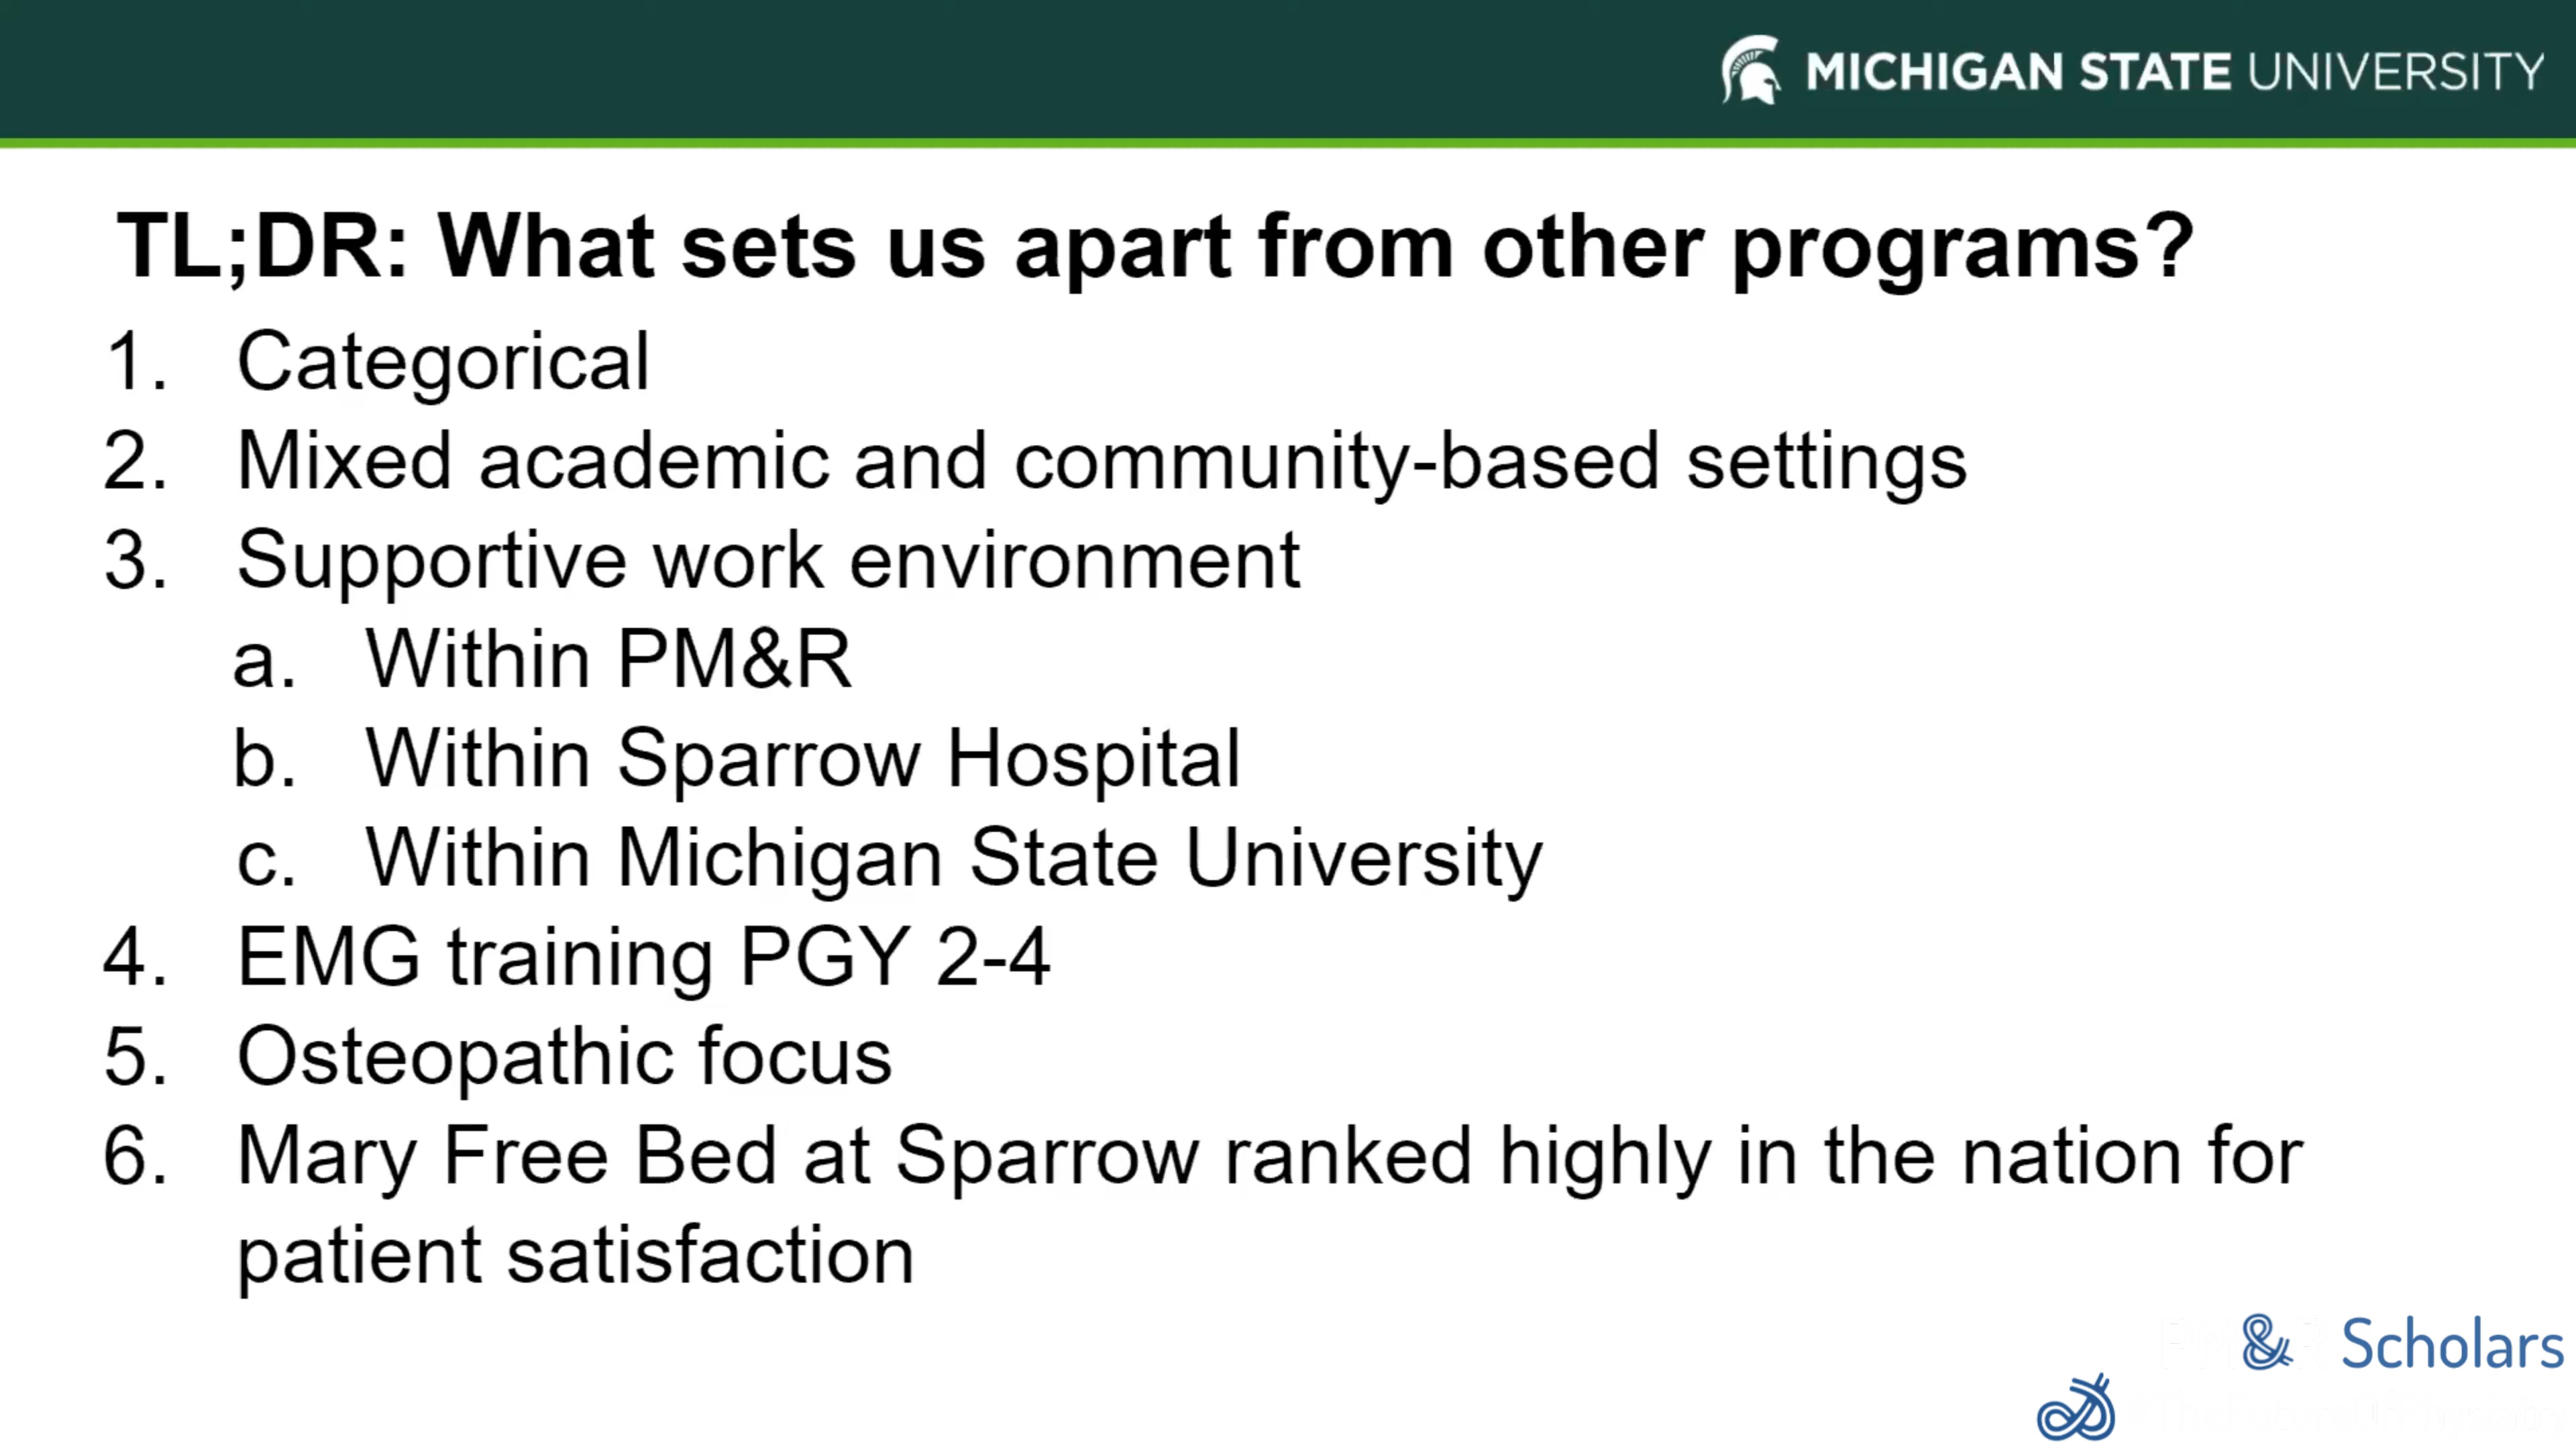 MICHIGAN STATE UNIVERSITY
TL;DR: What sets us apart from other programs?
1. Categorical
2. Mixed academic and community-based settings
3. Supportive work environment
a. Within PM&R
b. Within Sparrow Hospital
c. Within Michigan State University
4. EMG training PGY 2-4
5. Osteopathic focus
6. Mary Free Bed at Sparrow ranked highly in the nation for
patient satisfaction
& Scholars